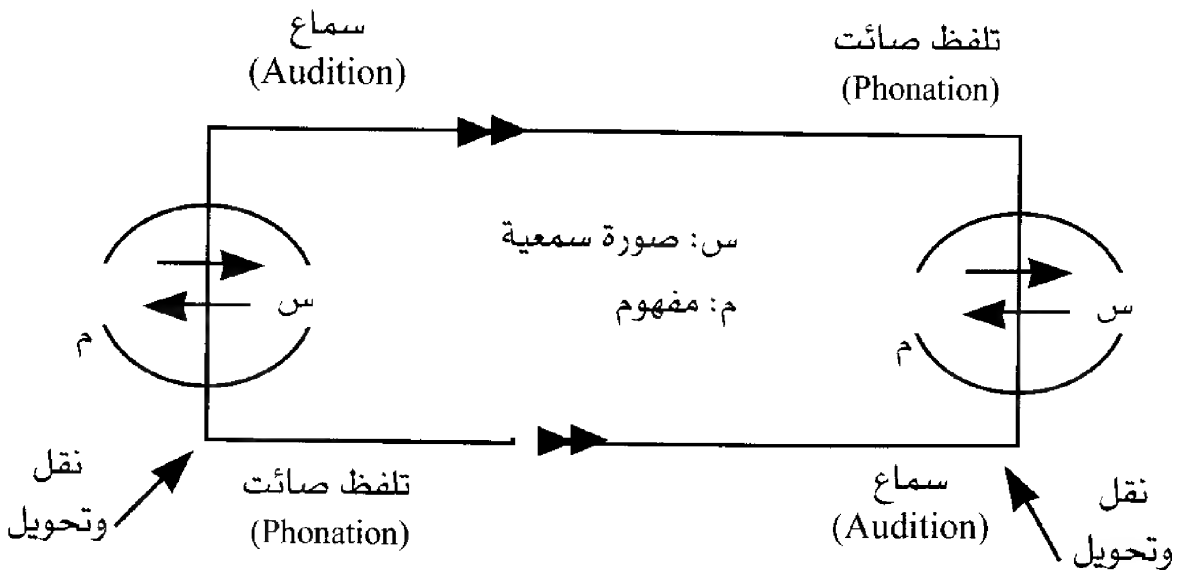 تلفظ صائت
(Phonation)
سماع
(Audition)
س: صورة سمعية
م: مفهوم
س
م
س
م
سماع
(Audition)
تلفظ صائت
(Phonation)
نقل
وتحويل
نقل
وتحويل